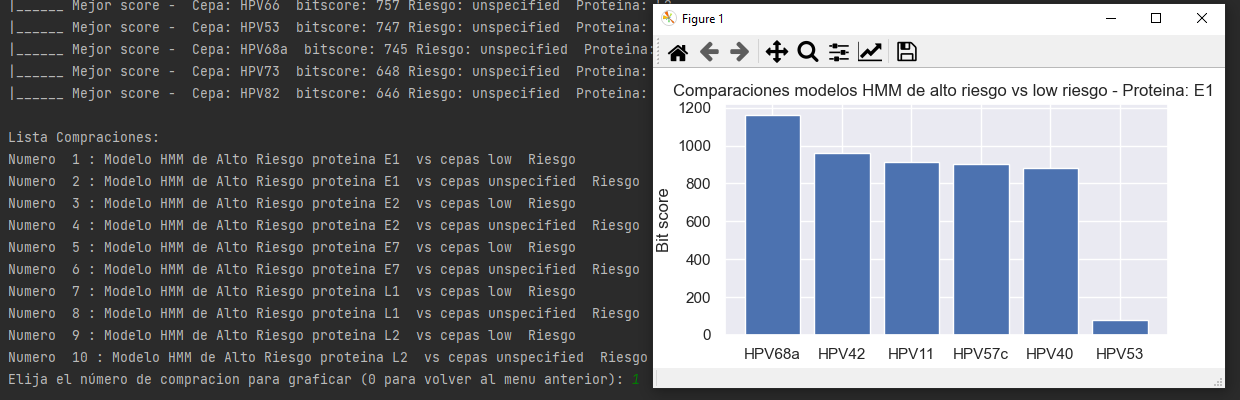 |______ Mejor score -  Cepa: HPV66  bitscore: 757 Riesgo: unspecified  Proteina: L2
|______ Mejor score -  Cepa: HPV53  bitscore: 747 Riesgo: unspecified  Proteina:
|______ Mejor score -  Cepa: HPV68a  bitscore: 745 Riesgo: unspecified  Proteina:
|______ Mejor score -  Cepa: HPV73  bitscore: 648 Riesgo: unspecified  Proteina:
|______ Mejor score -  Cepa: HPV82  bitscore: 646 Riesgo: unspecified  Proteina:
Lista Compraciones:
Numero  1 : Modelo HMM de Alto Riesgo proteina E1  vs cepas low  Riesgo
Numero  2 : Modelo HMM de Alto Riesgo proteina E1  vs cepas unspecified  Riesgo
Numero  3 : Modelo HMM de Alto Riesgo proteina E2  vs cepas low  Riesgo
Numero  4 : Modelo HMM de Alto Riesgo proteina E2  vs cepas unspecified  Riesgo
Numero  5 : Modelo HMM de Alto Riesgo proteina E7  vs cepas low  Riesgo
Numero  6 : Modelo HMM de Alto Riesgo proteina E7  vs cepas unspecified  Riesgo
Numero  7 : Modelo HMM de Alto Riesgo proteina L1  vs cepas low  Riesgo
Numero  8 : Modelo HMM de Alto Riesgo proteina L1  vs cepas unspecified  Riesgo
Numero  9 : Modelo HMM de Alto Riesgo proteina L2  vs cepas low  Riesgo
Numero  10 : Modelo HMM de Alto Riesgo proteina L2  vs cepas unspecified  Riesgo
Elija el número de compracion para graficar (0 para volver al menu anterior): 1
Figure 1
Comparaciones modelos HMM de alto riesgo vs low riesgo - Proteina: E1
1200
1000
800
600
400
200
0
Bit score
HPV68a HPV42 HPV11 HPV57c HPV40 HPV53